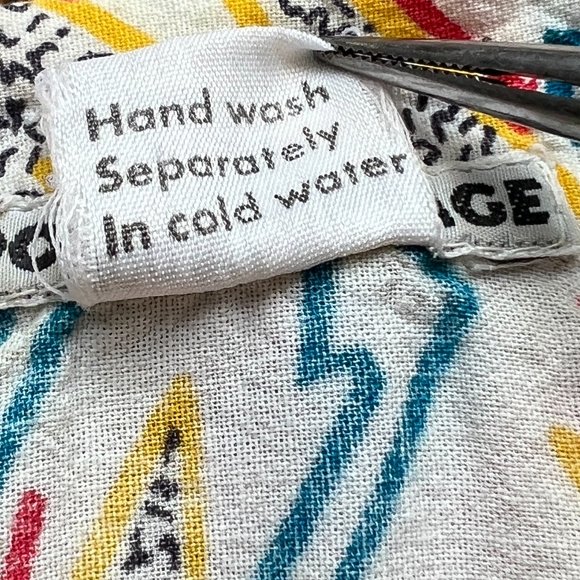 Hand wash
Separately
In cold water